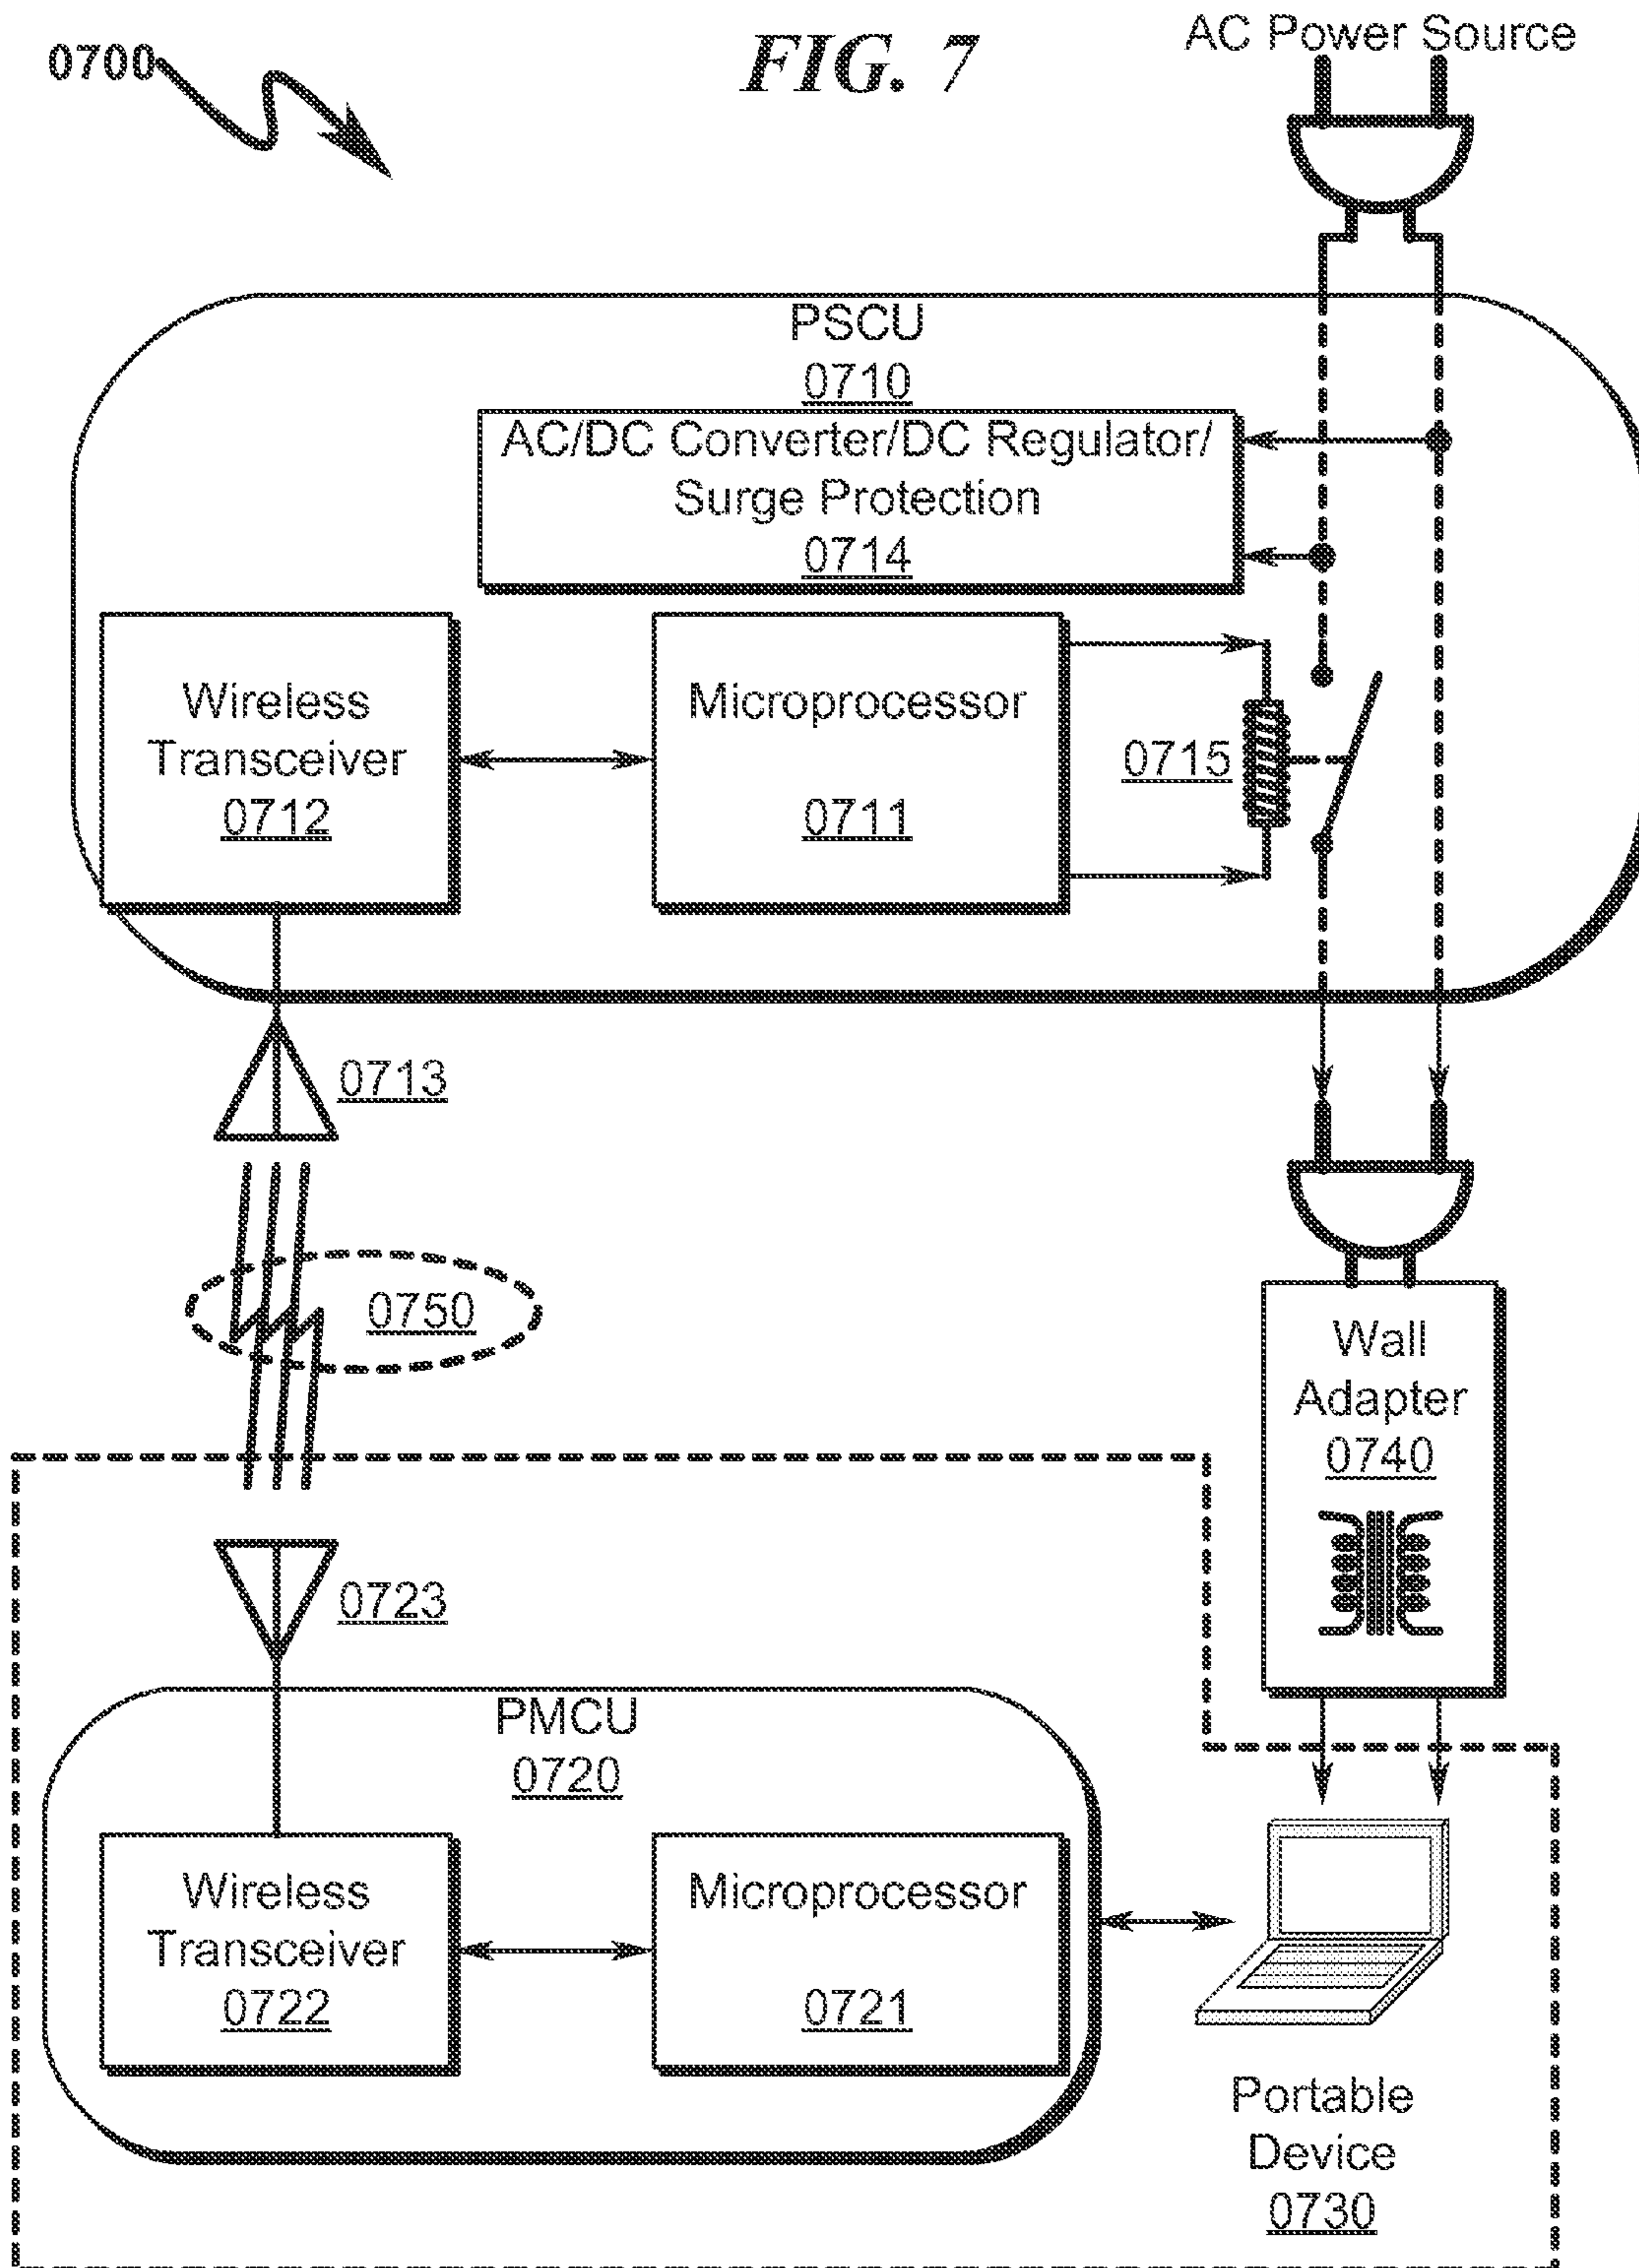 0700
FIG. 7
AC Power Source
PSCU
0710
AC/DC Converter/DC Regulator/
Surge Protection
0714
Wireless
Transceiver
0712
Microprocessor
0711
0715
0713
0750
Wall
Adapter
0740
0723
PMCU
0720
Wireless
Transceiver
0722
Microprocessor
0721
Portable
Device
0730